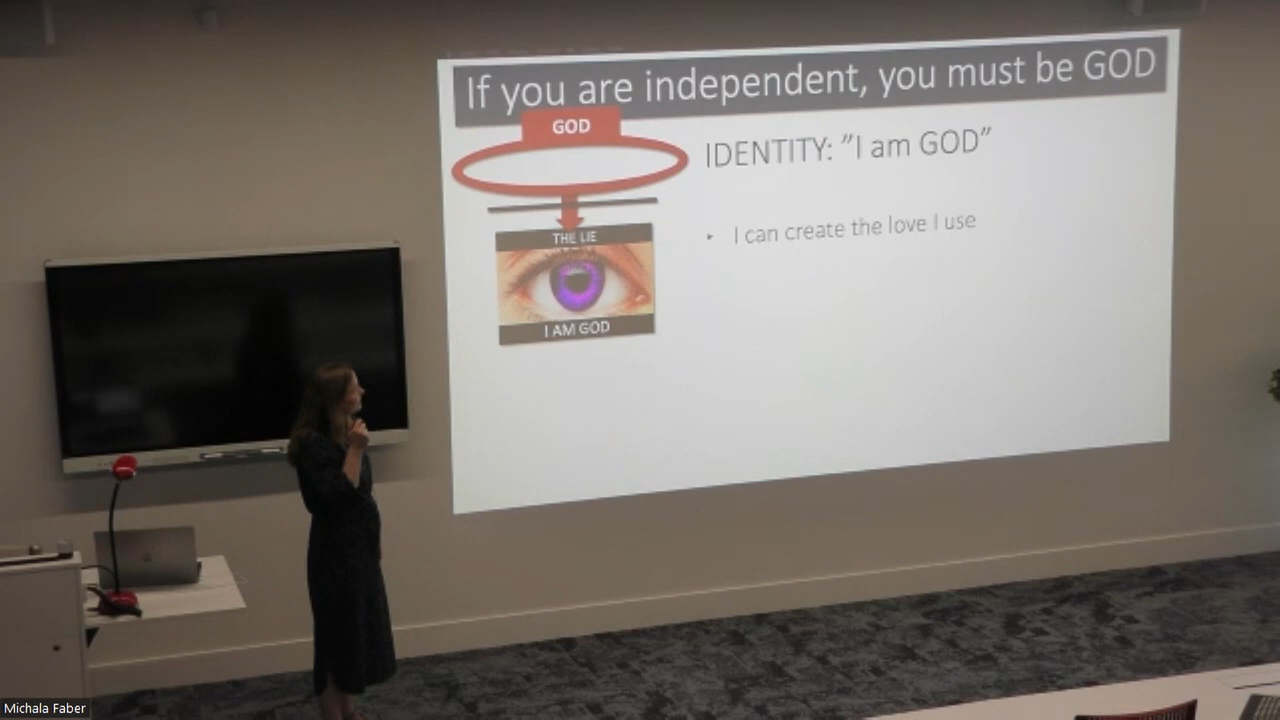 If you are independent, you must be GOD
GOD
IDENTITY: ”I am GOD”
THE LIE
I can create the love I use
I AM GOD
Michala Faber